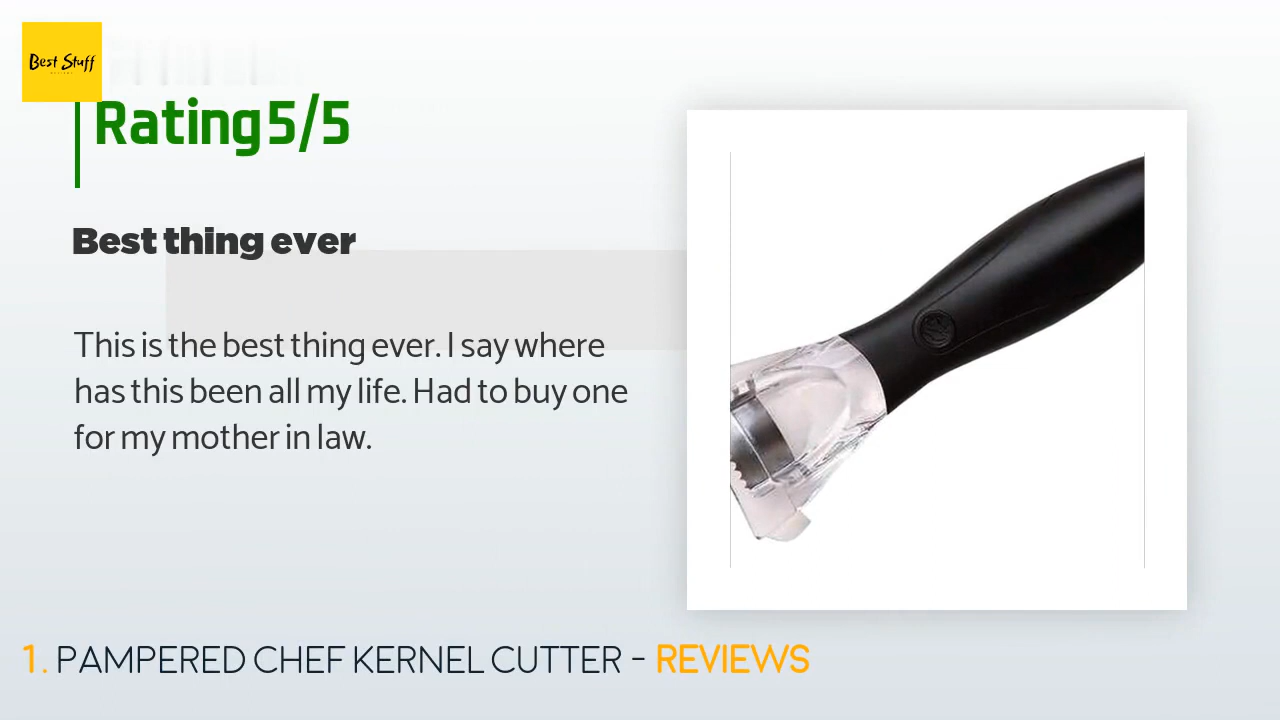 Best Stuff
Rating 5/5
Best thing ever
This is the best thing ever. I say where
has this been all my life. Had to buy one
for my mother in law.
1. PAMPERED CHEF KERNEL CUTTER - REVIEWS